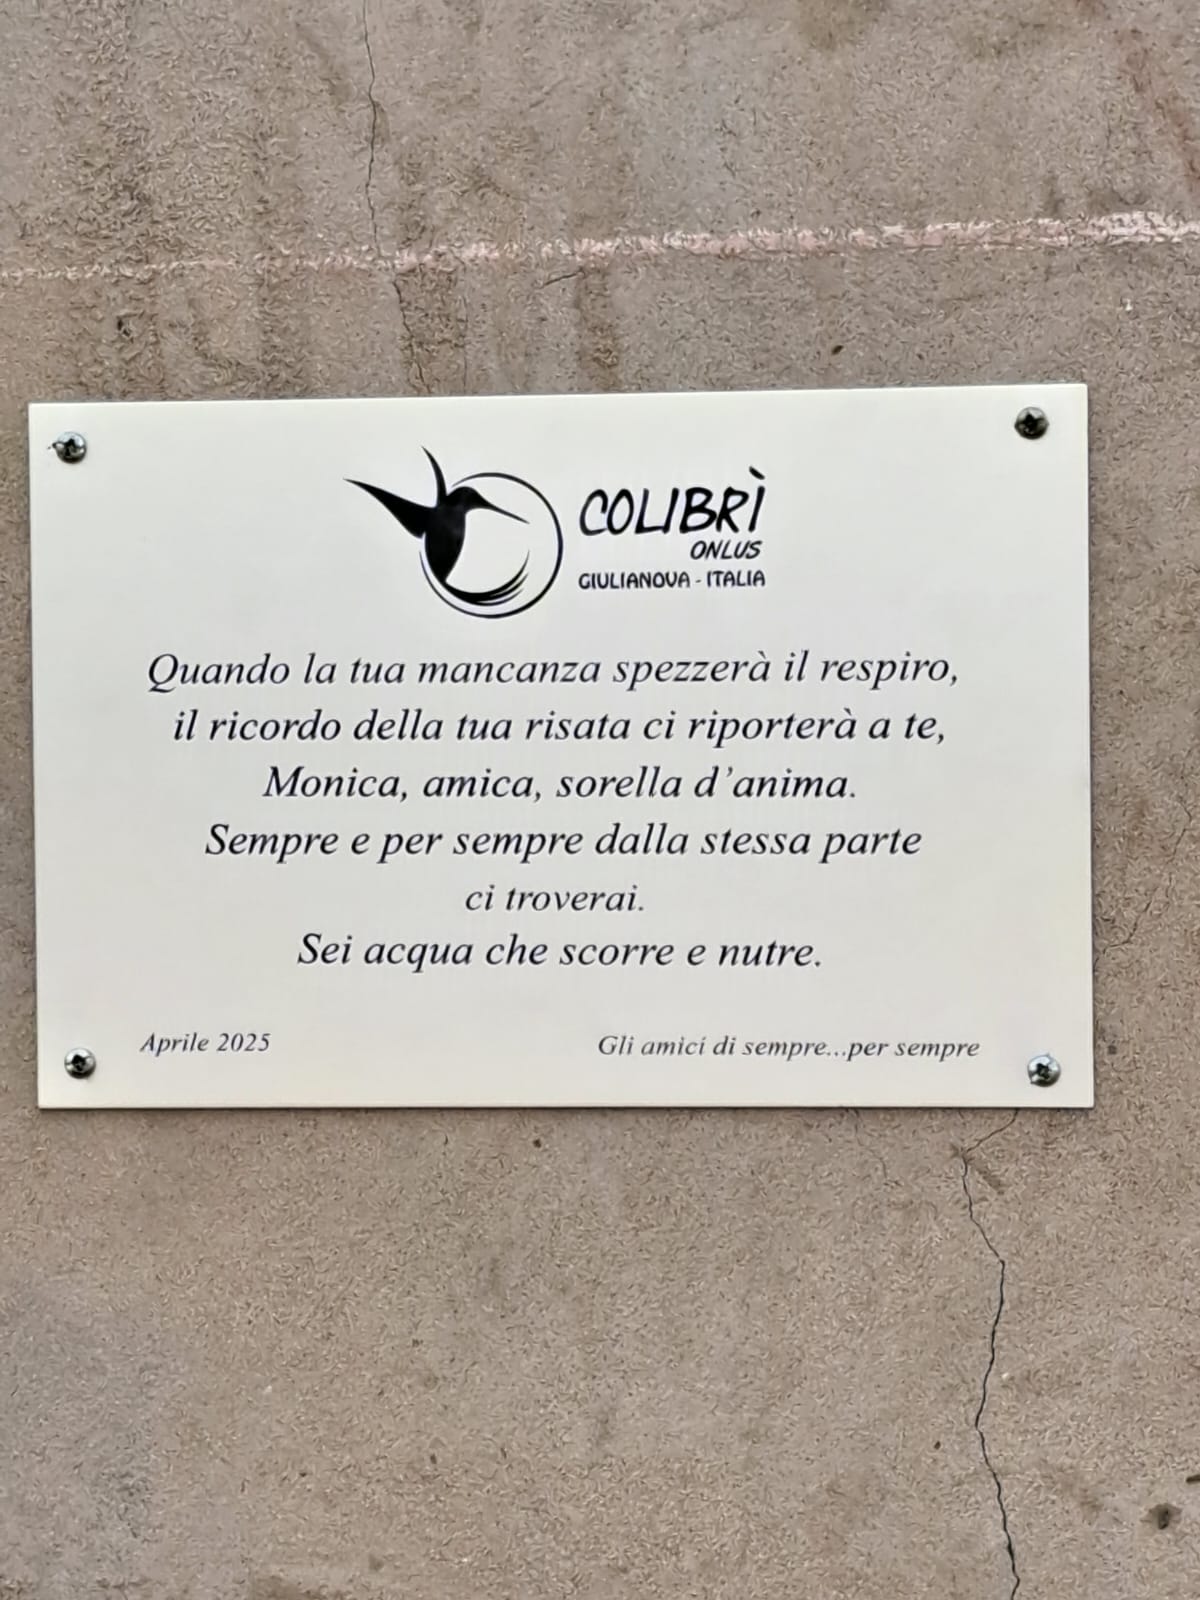 COLIBRÌ
ONLUS
GIULIANOVA - ITALIA
Quando la tua mancanza spezzerà il respiro,
il ricordo della tua risata ci riporterà a te,
Monica, amica, sorella d'anima.
Sempre e per sempre dalla stessa parte
ci troverai.
Sei acqua che scorre e nutre.
Aprile 2025
Gli amici di sempre...per sempre